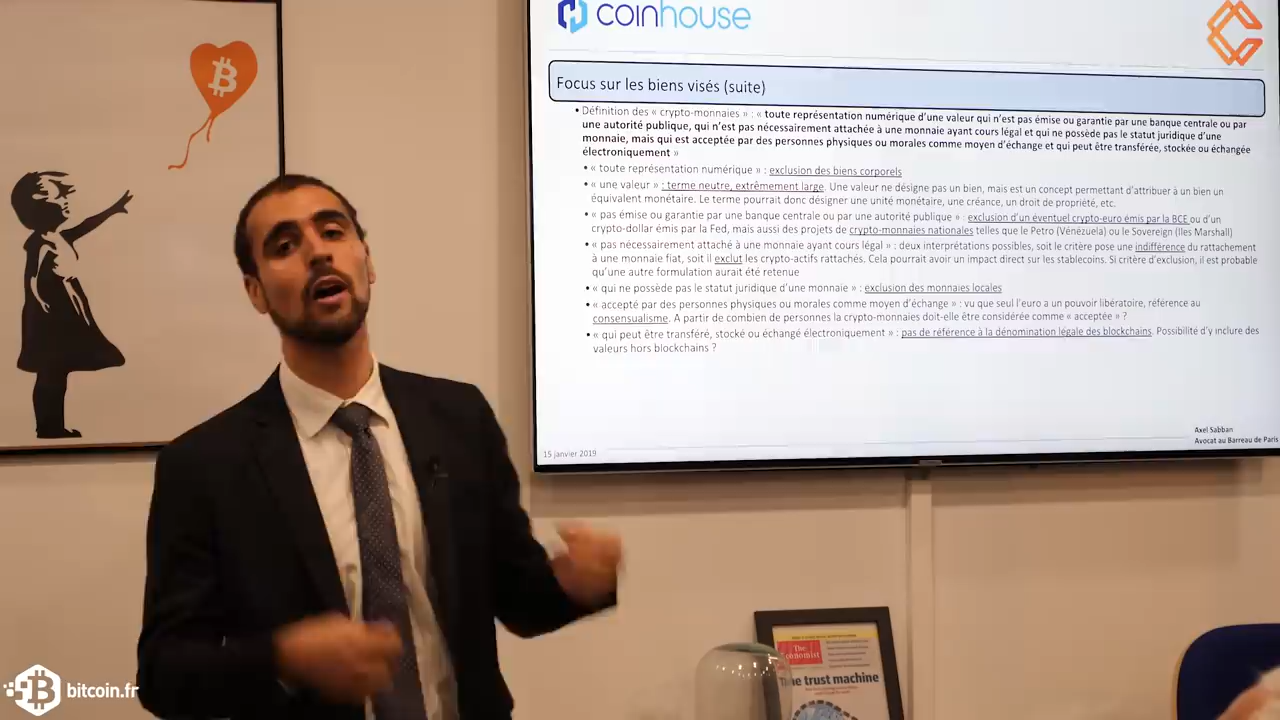 coinhouse
Focus sur les biens visés (suite)
• Définition des « crypto-monnaies » : « toute représentation numérique d'une valeur qui n'est pas émise ou garantie par une banque centrale ou par
une autorité publique, qui n'est pas nécessairement attachée à une monnaie ayant cours légal et qui ne possède pas le statut juridique d'une
monnaie, mais qui est acceptée par des personnes physiques ou morales comme moyen d'échange et qui peut être transférée, stockée ou échangée
électroniquement »
• « toute représentation numérique » : exclusion des biens corporels
• « une valeur » : terme neutre, extrêmement large. Une valeur ne désigne pas un bien, mais est un concept permettant d'attribuer à un bien un
équivalent monétaire. Le terme pourrait donc désigner une unité monétaire, une créance, un droit de propriété, etc.
• « pas émise ou garantie par une banque centrale ou par une autorité publique » : exclusion d'un éventuel crypto-euro émis par la BCE ou d'un
crypto-dollar émis par la Fed, mais aussi des projets de crypto-monnaies nationales telles que le Petro (Vénézuela) ou le Sovereign (Iles Marshall)
• « pas nécessairement attaché à une monnaie ayant cours légal » : deux interprétations possibles, soit le critère pose une indifférence du rattachement
à une monnaie fiat, soit il exclut les crypto-actifs rattachés. Cela pourrait avoir un impact direct sur les stablecoins. Si critère d'exclusion, il est probable
qu'une autre formulation aurait été retenue
• « qui ne possède pas le statut juridique d'une monnaie » : exclusion des monnaies locales
• « accepté par des personnes physiques ou morales comme moyen d'échange » : vu que seul l'euro a un pouvoir libératoire, référence au
consensualisme. A partir de combien de personnes la crypto-monnaies doit-elle être considérée comme « acceptée » ?
• « qui peut être transféré, stocké ou échangé électroniquement » : pas de référence à la dénomination légale des blockchains. Possibilité d'y inclure des
valeurs hors blockchains ?
Axel Sabban
Avocat au Barreau de Paris
15 janvier 2019
The
Economist
The trust machine
bitcoin.fr